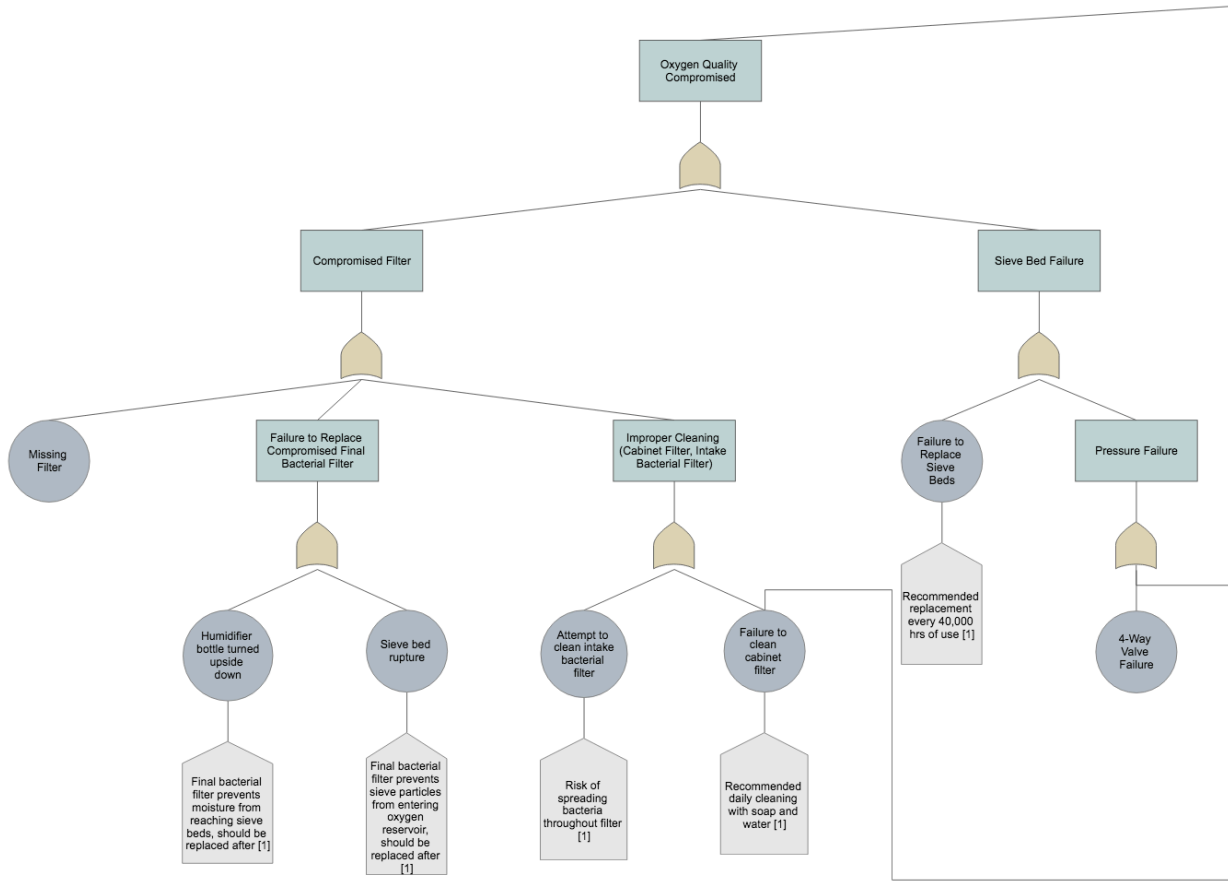 Oxygen Quality
Compromised
Compromised Filter
Sieve Bed Failure
Missing
Filter
Failure to Replace
Compromised Final
Bacterial Filter
Improper Cleaning
(Cabinet Filter, Intake
Bacterial Filter)
Failure to
Replace
Sieve
Beds
Pressure Failure
Humidifier
bottle turned
upside
down
Sieve bed
rupture
Attempt to
clean intake
bacterial
filter
Failure to
clean
cabinet
filter
Recommended
replacement
every 40,000
hrs of use [1]
4-Way
Valve
Failure
Final bacterial
filter prevents
moisture from
reaching sieve
beds, should be
replaced after [1]
Final bacterial
filter prevents
sieve particles
from entering
oxygen
reservoir,
should be
replaced after
[1]
Risk of
spreading
bacteria
throughout filter
[1]
Recommended
daily cleaning
with soap and
water [1]